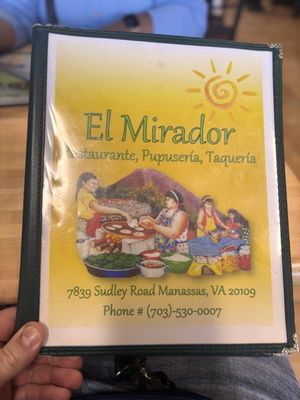 El Mirador
Restaurante, Pupusería, Taquería
7839 Sudley Road Manassas, VA 20109
Phone # (703)-530-0007